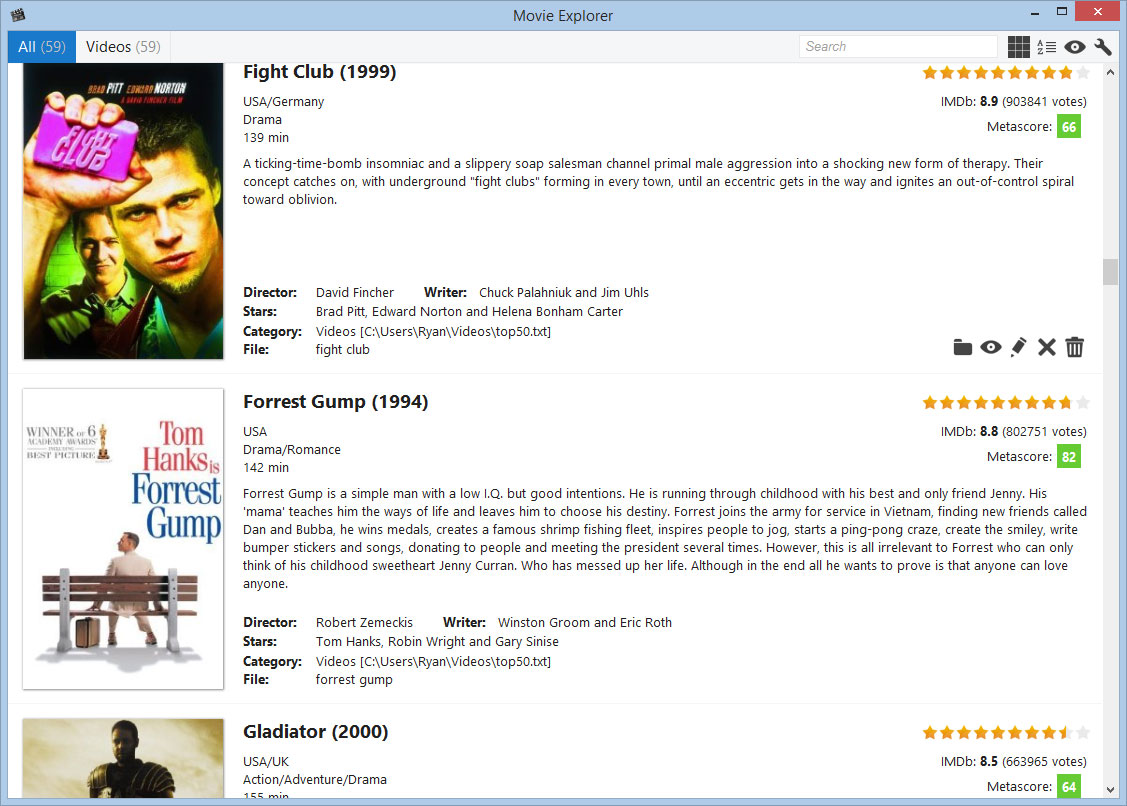 Movie Explorer
All (59) Videos (59) Search
A
Z
BRAD PITT EDWARD NORTON
A DAVID FINCHER FILM
FIGHT
CLUB
Fight Club (1999)
USA/Germany IMDb: 8.9 (903841 votes)
Drama
139 min Metascore: 66
A ticking-time-bomb insomniac and a slippery soap salesman channel primal male aggression into a shocking new form of therapy. Their
concept catches on, with underground "fight clubs" forming in every town, until an eccentric gets in the way and ignites an out-of-control spiral
toward oblivion.
Director: David Fincher Writer: Chuck Palahniuk and Jim Uhls
Stars: Brad Pitt, Edward Norton and Helena Bonham Carter
Category: Videos [C:\Users\Ryan\Videos\top50.txt]
File: fight club
WINNER OF 6
ACADEMY AWARDS
INCLUDING
BEST PICTURE
Tom
Hanks is
Forrest
Gump
Forrest Gump (1994)
USA IMDb: 8.8 (802751 votes)
Drama/Romance
142 min Metascore: 82
Forrest Gump is a simple man with a low I.Q. but good intentions. He is running through childhood with his best and only friend Jenny. His
'mama' teaches him the ways of life and leaves him to choose his destiny. Forrest joins the army for service in Vietnam, finding new friends called
Dan and Bubba, he wins medals, creates a famous shrimp fishing fleet, inspires people to jog, starts a ping-pong craze, create the smiley, write
bumper stickers and songs, donating to people and meeting the president several times. However, this is all irrelevant to Forrest who can only
think of his childhood sweetheart Jenny Curran. Who has messed up her life. Although in the end all he wants to prove is that anyone can love
anyone.
Director: Robert Zemeckis Writer: Winston Groom and Eric Roth
Stars: Tom Hanks, Robin Wright and Gary Sinise
Category: Videos [C:\Users\Ryan\Videos\top50.txt]
File: forrest gump
Gladiator (2000)
USA/UK IMDb: 8.5 (663965 votes)
Action/Adventure/Drama
155 min Metascore: 64